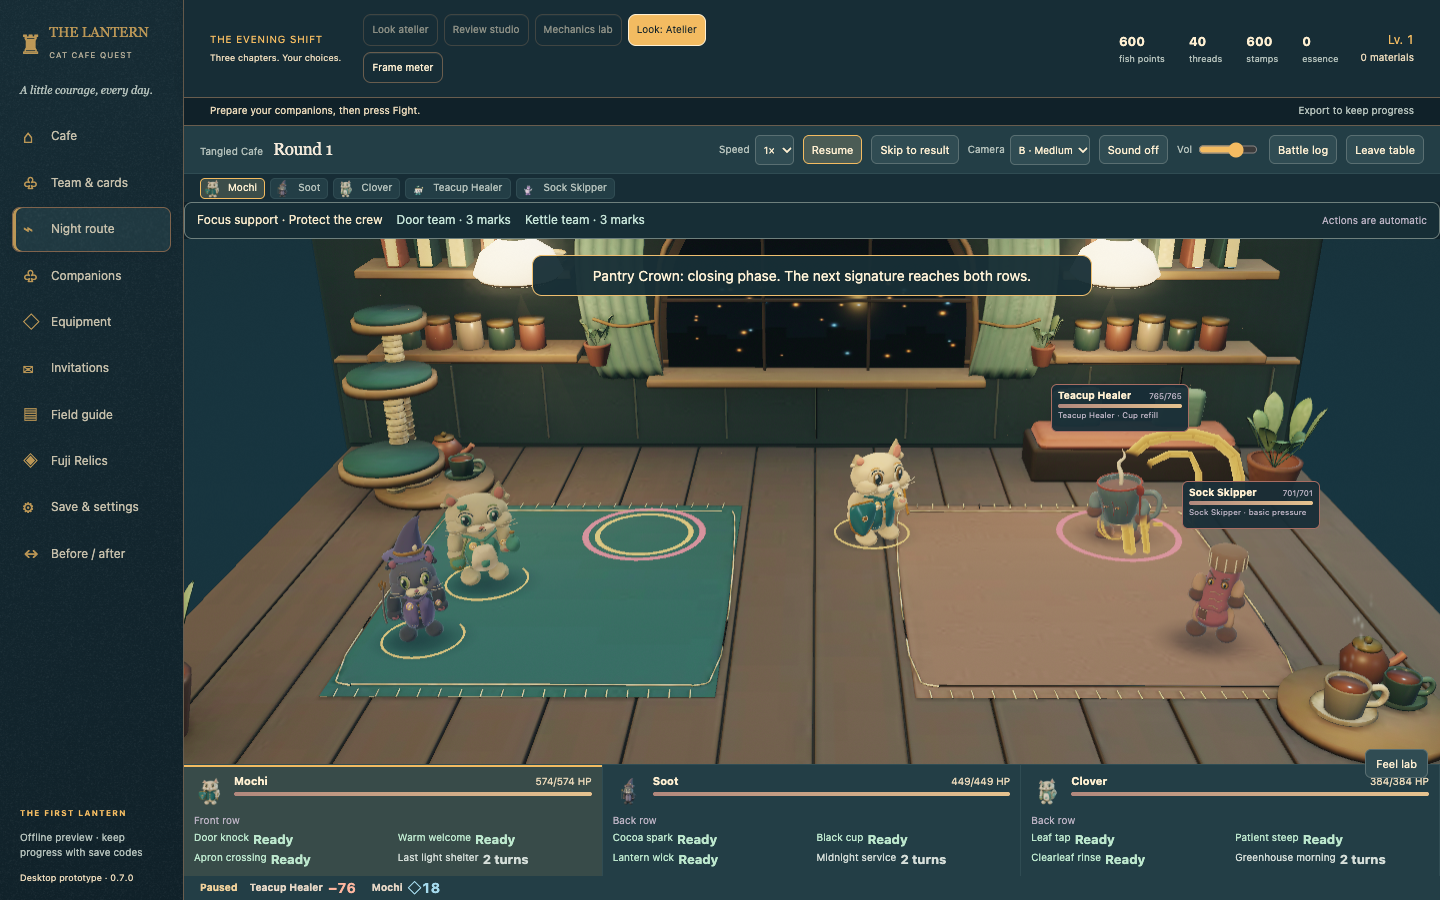 THE LANTERN
CAT CAFE QUEST
A little courage, every day.
Cafe
Team & cards
Night route
Companions
Equipment
Invitations
Field guide
Fuji Relics
Save & settings
Before / after
THE FIRST LANTERN
Offline preview · keep
progress with save codes
Desktop prototype · 0.7.0
THE EVENING SHIFT
Three chapters. Your choices.
Look atelier
Review studio
Mechanics lab
Look: Atelier
Frame meter
600 fish points
40 threads
600 stamps
0 essence
Lv. 1
0 materials
Prepare your companions, then press Fight.
Export to keep progress
Tangled Cafe Round 1
Speed 1x
Resume
Skip to result
Camera B · Medium
Sound off
Vol
Battle log
Leave table
Mochi
Soot
Clover
Teacup Healer
Sock Skipper
Focus support · Protect the crew Door team · 3 marks Kettle team · 3 marks
Actions are automatic
Pantry Crown: closing phase. The next signature reaches both rows.
Teacup Healer 765/765
Teacup Healer · Cup refill
Sock Skipper 701/701
Sock Skipper · basic pressure
Feel lab
Mochi 574/574 HP
Front row
Door knock Ready Warm welcome Ready
Apron crossing Ready Last light shelter 2 turns
Soot 449/449 HP
Back row
Cocoa spark Ready Black cup Ready
Lantern wick Ready Midnight service 2 turns
Clover 384/384 HP
Back row
Leaf tap Ready Patient steep Ready
Clearleaf rinse Ready Greenhouse morning 2 turns
Paused Teacup Healer −76 Mochi ◇18